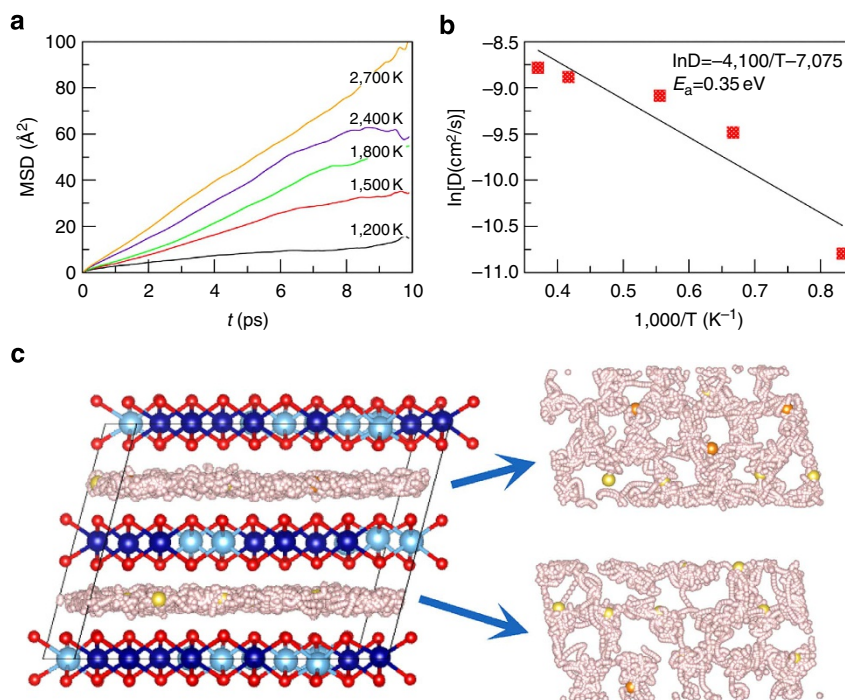 a
100
80
60
40
20
0
MSD (Å²)
2,700 K
2,400 K
1,800 K
1,500 K
1,200 K
0 2 4 6 8 10
t (ps)
b
–8.5
–9.0
–9.5
–10.0
–10.5
–11.0
ln[D(cm²/s)]
lnD=–4,100/T–7,075
Eₐ=0.35 eV
0.4 0.5 0.6 0.7 0.8
1,000/T (K⁻¹)
c